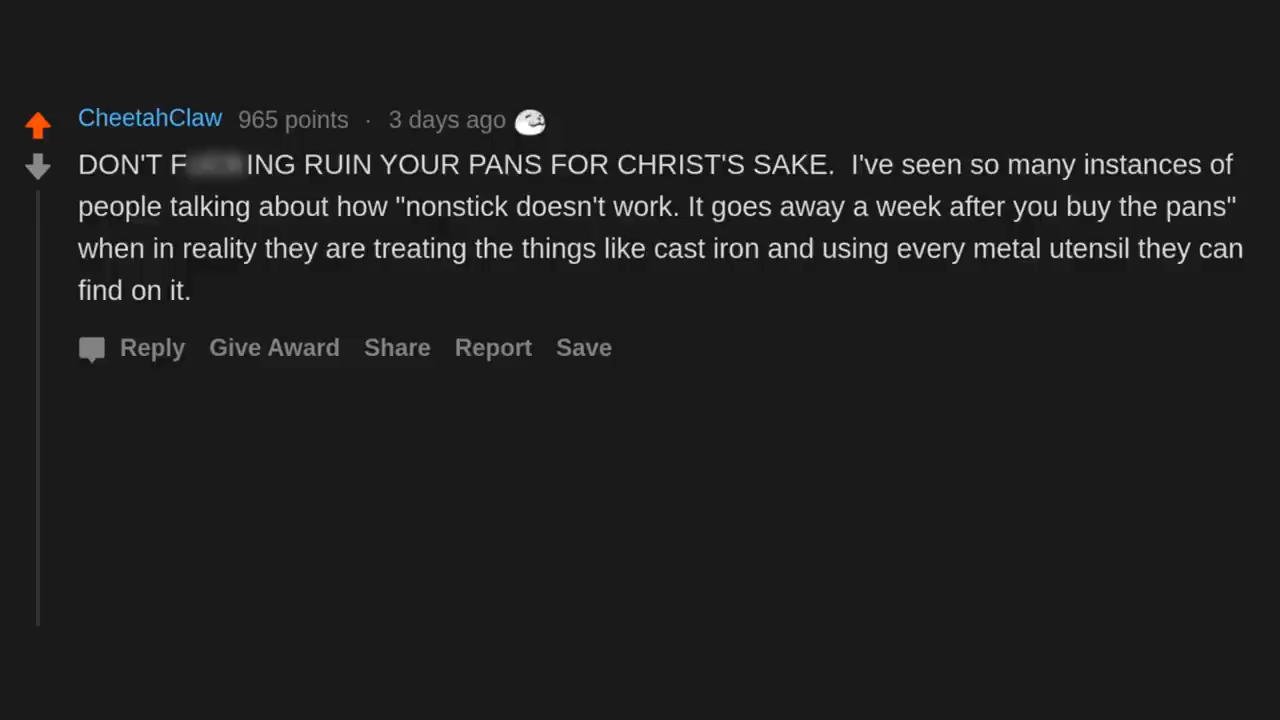 CheetahClaw 965 points · 3 days ago
DON'T F ING RUIN YOUR PANS FOR CHRIST'S SAKE. I've seen so many instances of
people talking about how "nonstick doesn't work. It goes away a week after you buy the pans"
when in reality they are treating the things like cast iron and using every metal utensil they can
find on it.
Reply Give Award Share Report Save